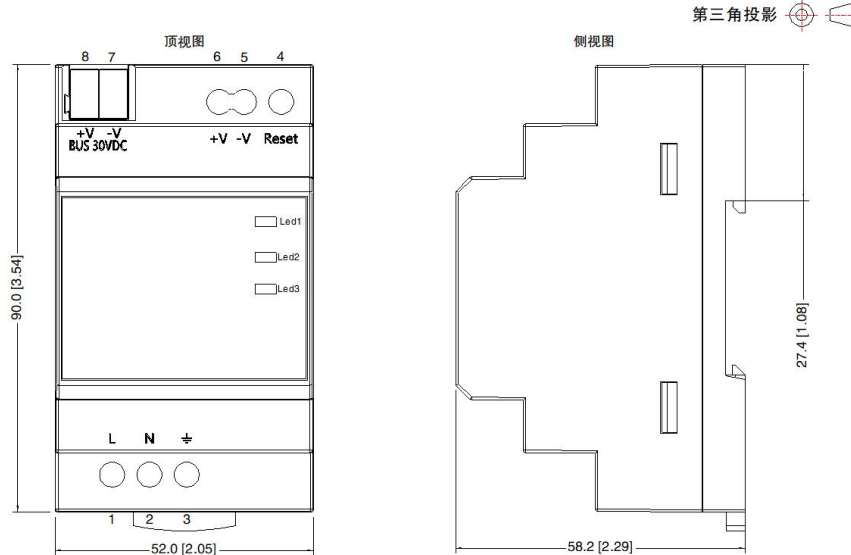 第三角投影
顶视图
侧视图
8 7 6 5 4
+V -V
BUS 30VDC
+V -V Reset
Led1
Led2
Led3
90.0 [3.54]
27.4 [1.08]
L N
1 2 3
52.0 [2.05]
58.2 [2.29]